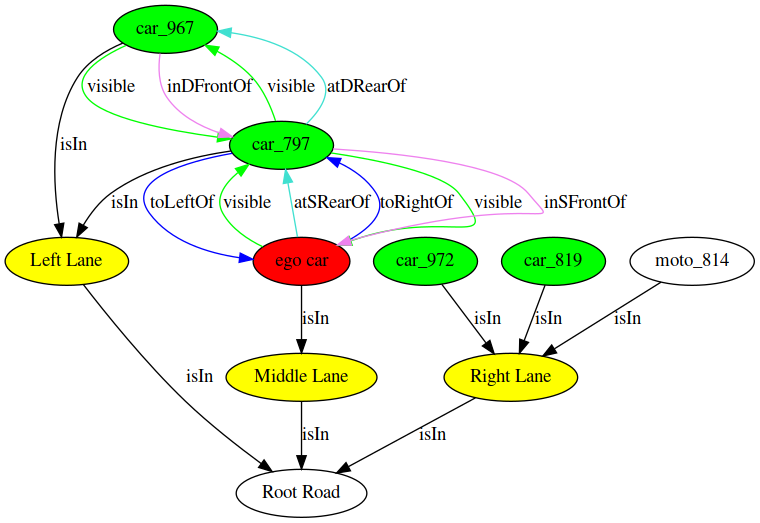 car_967
visible inDFrontOf visible atDRearOf
car_797
isIn
isIn toLeftOf visible atSRearOf toRightOf visible inSFrontOf
Left Lane ego car car_972 car_819 moto_814
isIn isIn isIn isIn
Middle Lane Right Lane
isIn
isIn isIn
Root Road